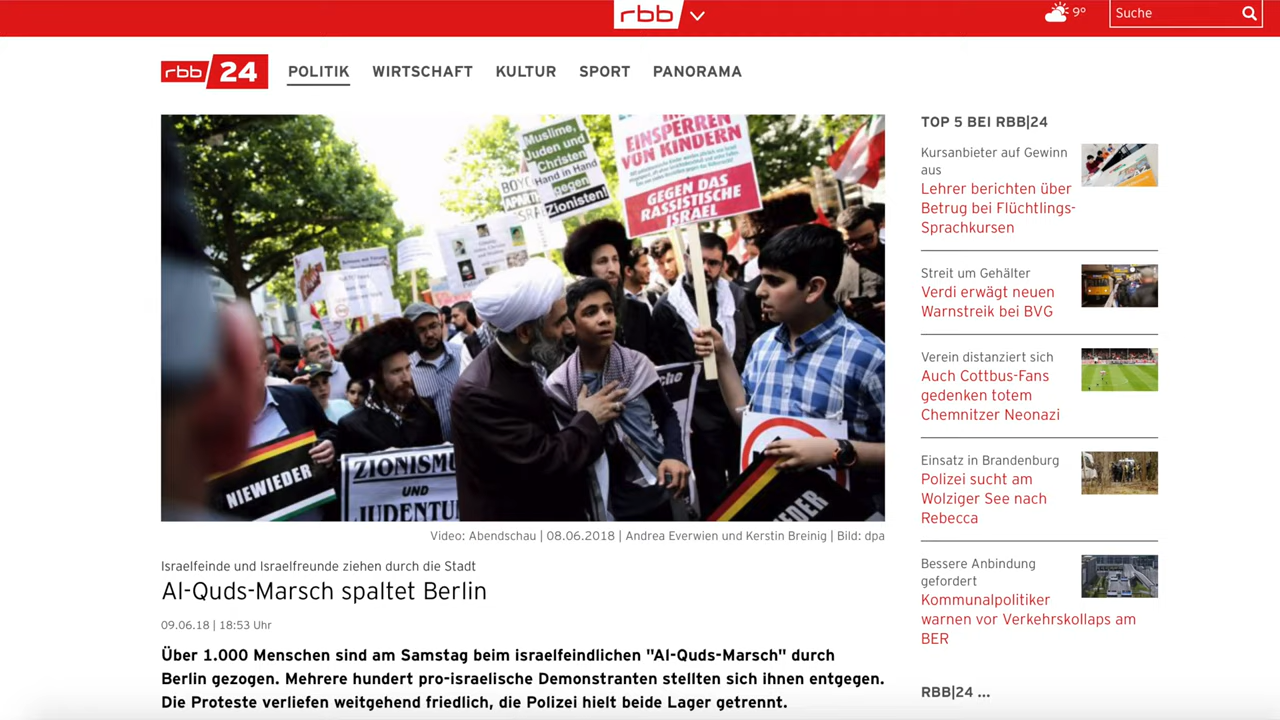 rbb
9°
Suche
rbb 24
POLITIK
WIRTSCHAFT
KULTUR
SPORT
PANORAMA
EINSPERREN
VON KINDERN
GEGEN DAS
RASSISTISCHE
ISRAEL
Muslime,
Juden und
Christen
Hand in Hand
gegen
Zionisten!
NIEWIEDER
ZIONISMU
UND
JUDENTU
Video: Abendschau | 08.06.2018 | Andrea Everwien und Kerstin Breinig | Bild: dpa
Israelfeinde und Israelfreunde ziehen durch die Stadt
Al-Quds-Marsch spaltet Berlin
09.06.18 | 18:53 Uhr
Über 1.000 Menschen sind am Samstag beim israelfeindlichen "Al-Quds-Marsch" durch
Berlin gezogen. Mehrere hundert pro-israelische Demonstranten stellten sich ihnen entgegen.
Die Proteste verliefen weitgehend friedlich, die Polizei hielt beide Lager getrennt.
TOP 5 BEI RBB|24
Kursanbieter auf Gewinn
aus
Lehrer berichten über
Betrug bei Flüchtlings-
Sprachkursen
Streit um Gehälter
Verdi erwägt neuen
Warnstreik bei BVG
Verein distanziert sich
Auch Cottbus-Fans
gedenken totem
Chemnitzer Neonazi
Einsatz in Brandenburg
Polizei sucht am
Wolziger See nach
Rebecca
Bessere Anbindung
gefordert
Kommunalpolitiker
warnen vor Verkehrskollaps am
BER
RBB|24 ...